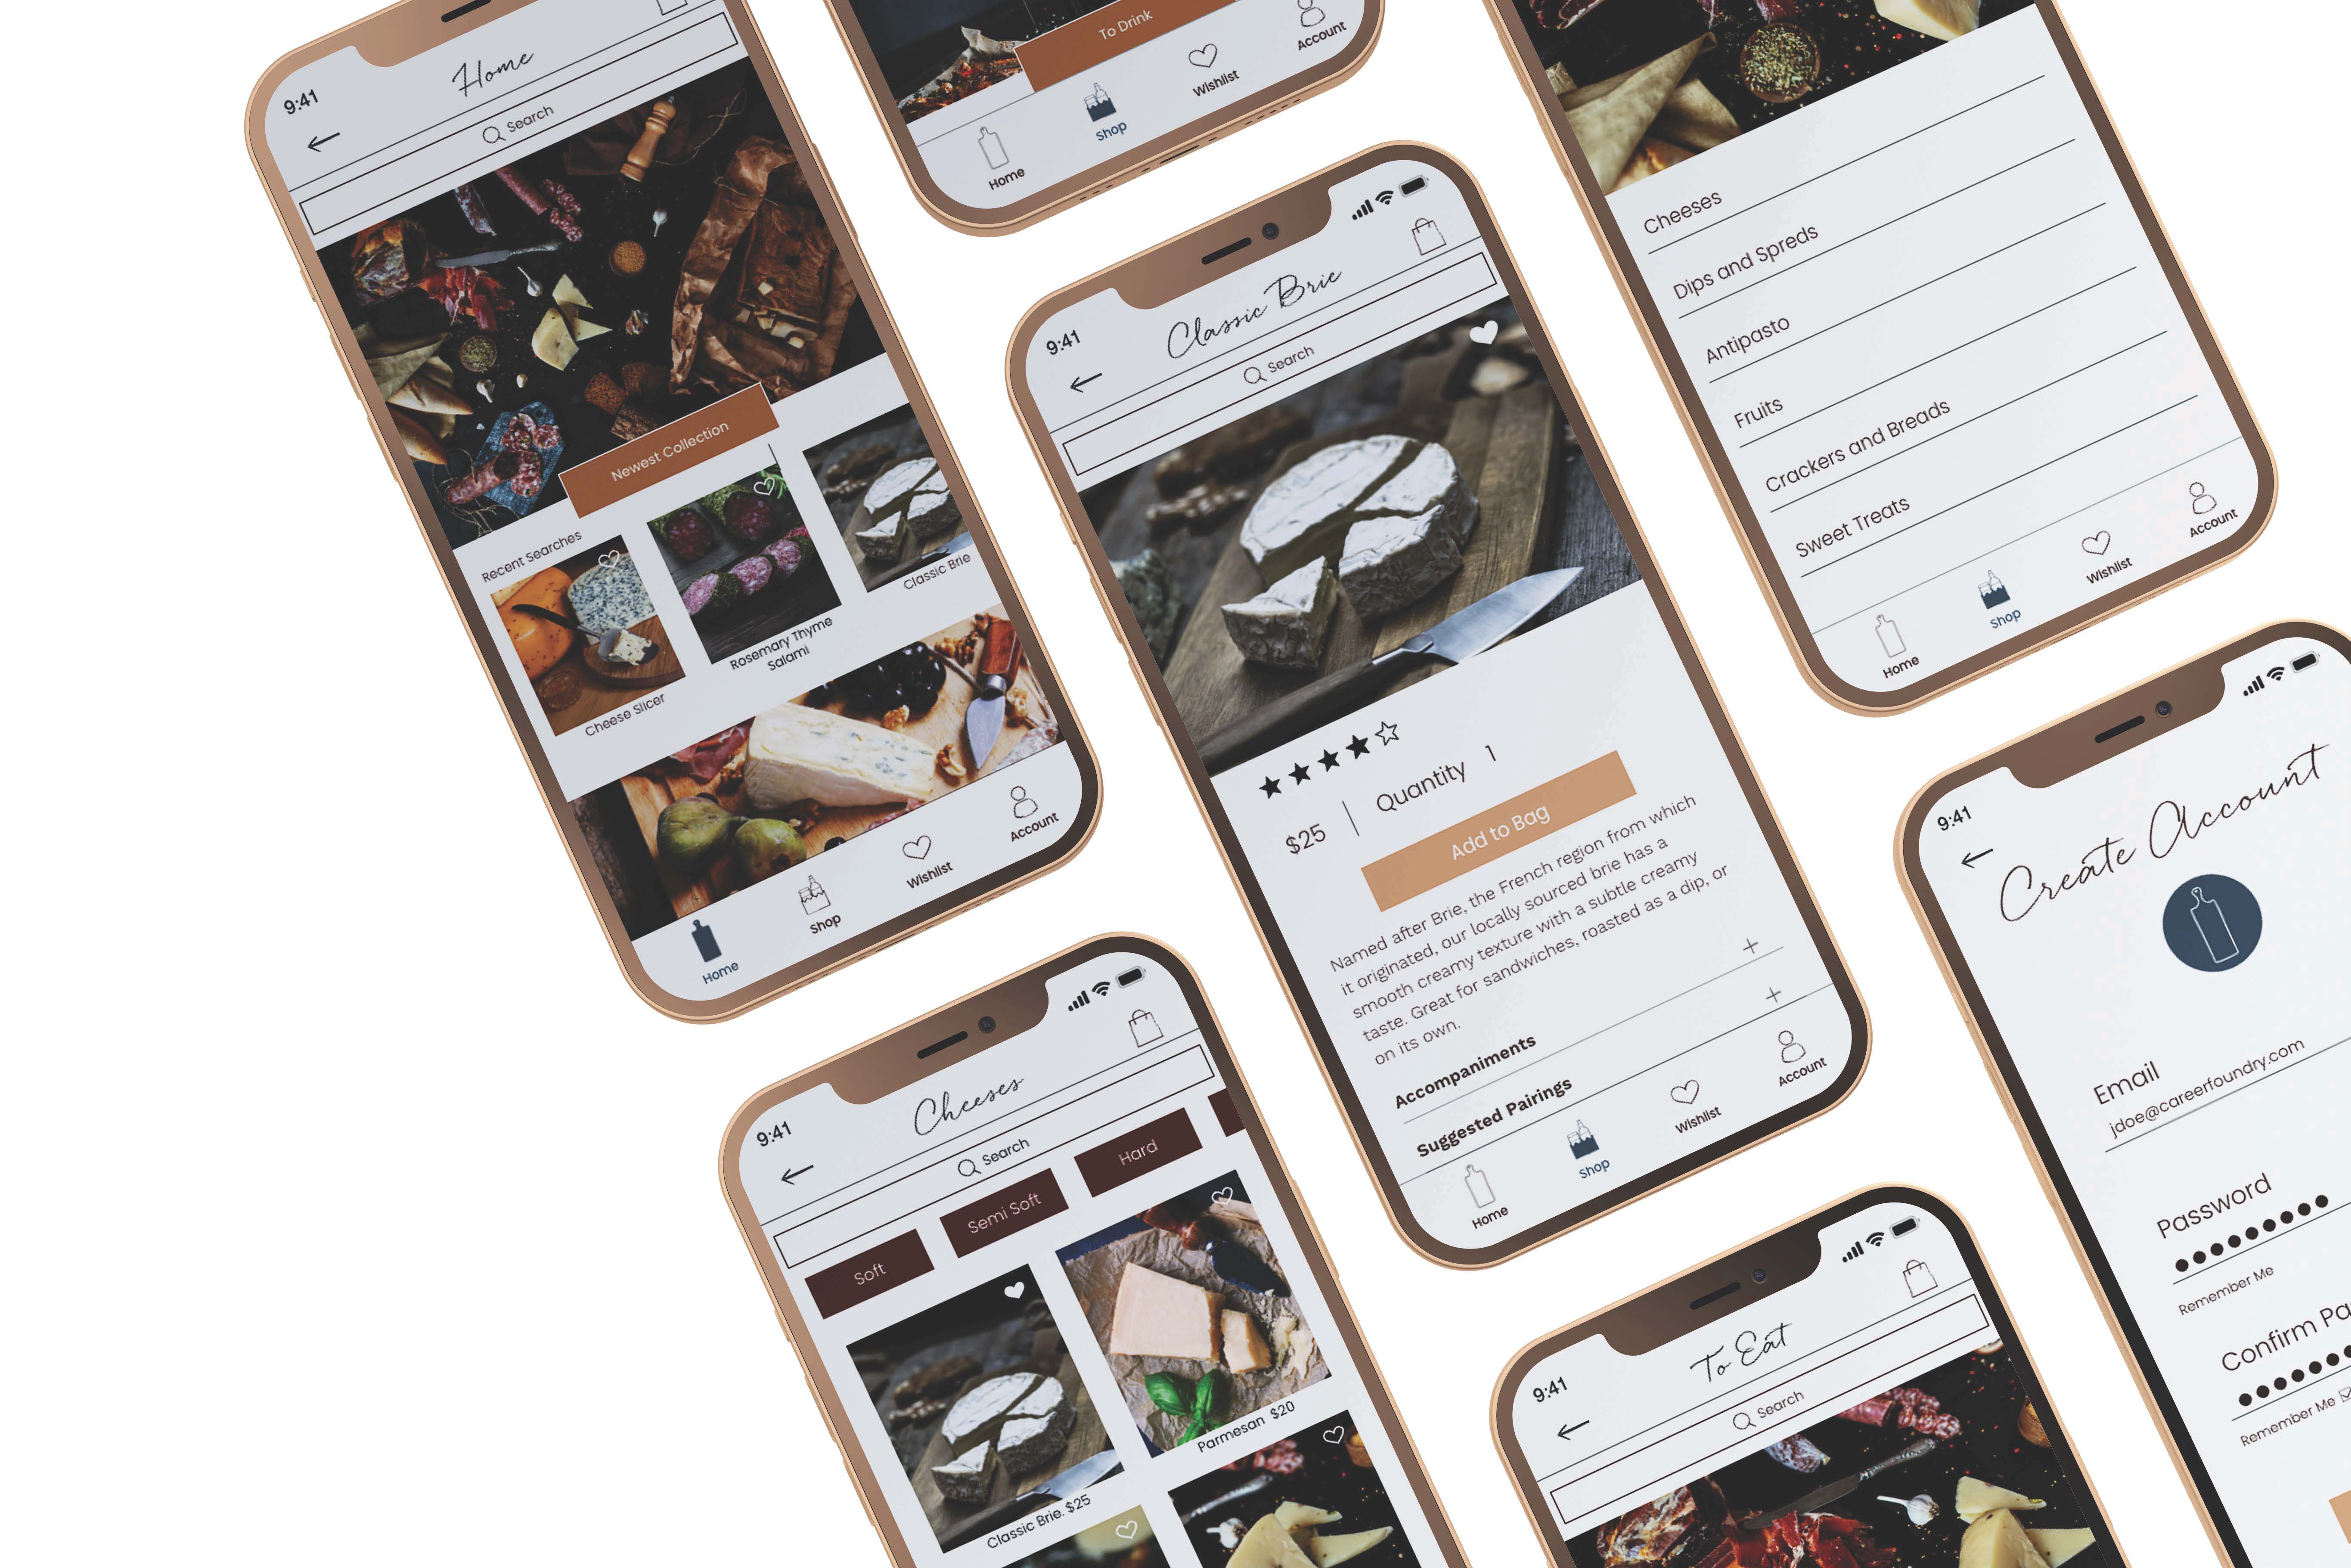 9:41
Home
Search
Newest Collection
Recent Searches
Cheese Slicer
Rosemary Thyme
Salami
Classic Brie
Home
Shop
Wishlist
Account
To Drink
Home
Shop
Wishlist
Account
9:41
Classic Brie
Search
$25
Quantity 1
Add to Bag
Named after Brie, the French region from which
it originated, our locally sourced brie has a
smooth creamy texture with a subtle creamy
taste. Great for sandwiches, roasted as a dip, or
on its own.
Accompaniments
Suggested Pairings
Home
Shop
Wishlist
Account
Cheeses
Dips and Spreds
Antipasto
Fruits
Crackers and Breads
Sweet Treats
Home
Shop
Wishlist
Account
9:41
Cheeses
Search
Soft
Semi Soft
Hard
Classic Brie. $25
Parmesan $20
9:41
To Eat
Search
9:41
Create Account
Email
jdoe@careerfoundry.com
Password
Remember Me
Confirm Pa
Remember Me